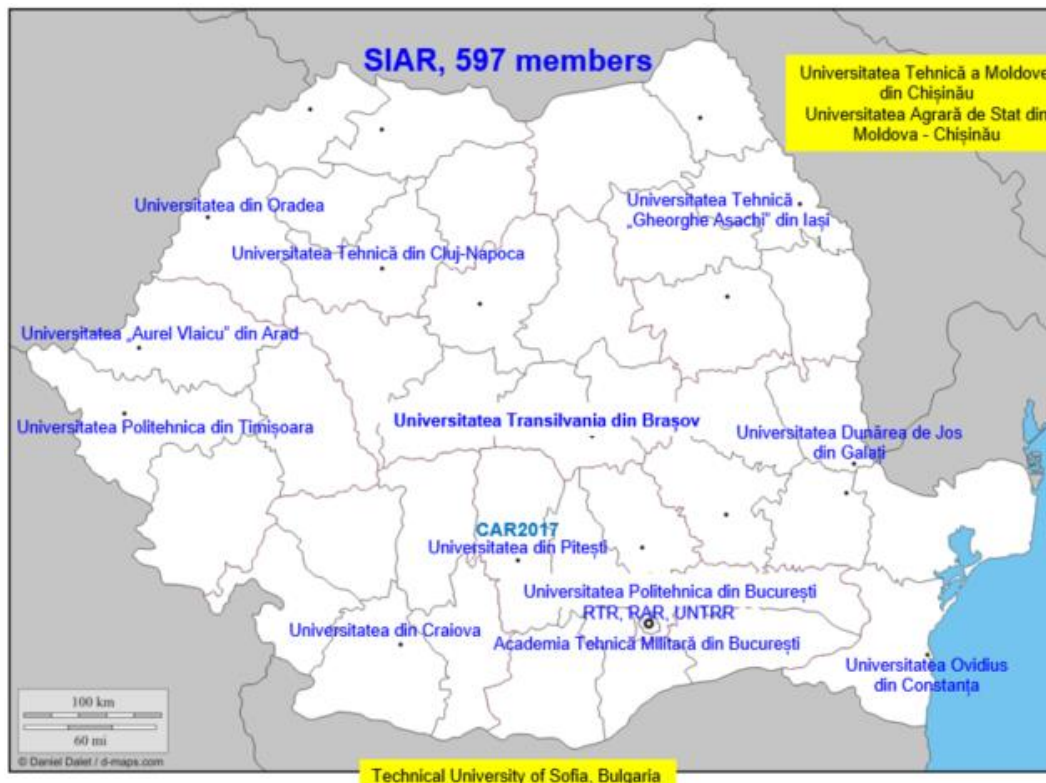 SIAR, 597 members
Universitatea Tehnică a Moldove
din Chișinău
Universitatea Agrară de Stat din
Moldova - Chișinău
Universitatea din Oradea
Universitatea Tehnică
„Gheorghe Asachi” din Iași
Universitatea Tehnică din Cluj-Napoca
Universitatea „Aurel Vlaicu” din Arad
Universitatea Transilvania din Brașov
Universitatea Politehnica din Timișoara
Universitatea Dunărea de Jos
din Galați
CAR2017
Universitatea din Pitești
Universitatea Politehnica din București
RTR, RAR, UNTRR
Universitatea din Craiova
Academia Tehnică Militară din București
Universitatea Ovidius
din Constanța
100 km
60 mi
© Daniel Dalet / d-maps.com
Technical University of Sofia, Bulgaria